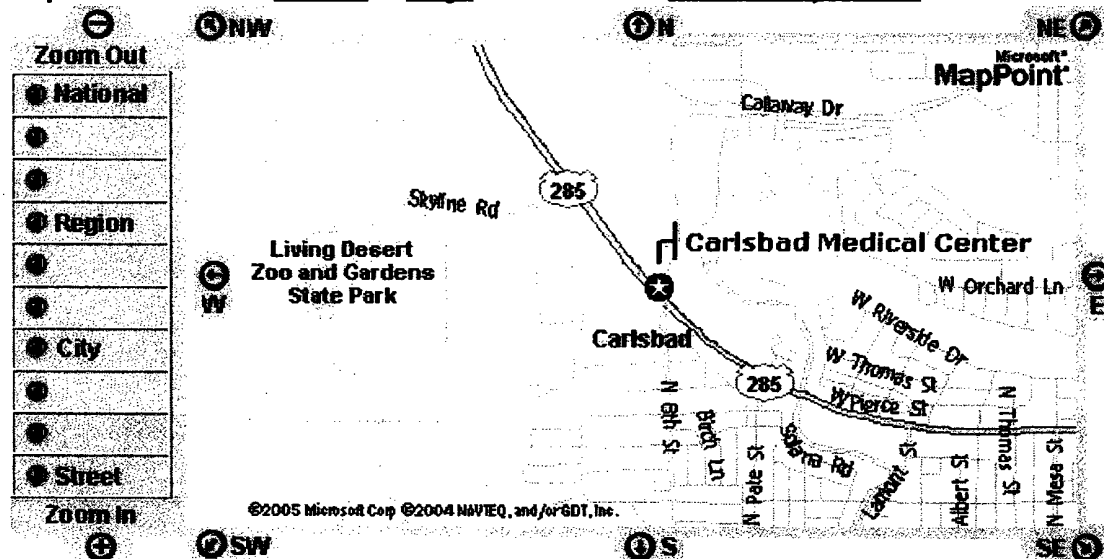 NW
N
NE
Zoom Out
National
Region
City
Street
Zoom In
Microsoft®
MapPoint®
Callaway Dr
285
Skyline Rd
Carlsbad Medical Center
Living Desert
Zoo and Gardens
State Park
W
W Orchard Ln
E
W Riverside Dr
Carlsbad
W Thomas St
285
W Pierce St
N 8th St
Birch Ln
N Pate St
Solana Rd
Lamont St
Albert St
N Thomas St
N Mesa St
©2005 Microsoft Corp ©2004 NAVTEQ, and/or GDT, Inc.
SW
S
SE